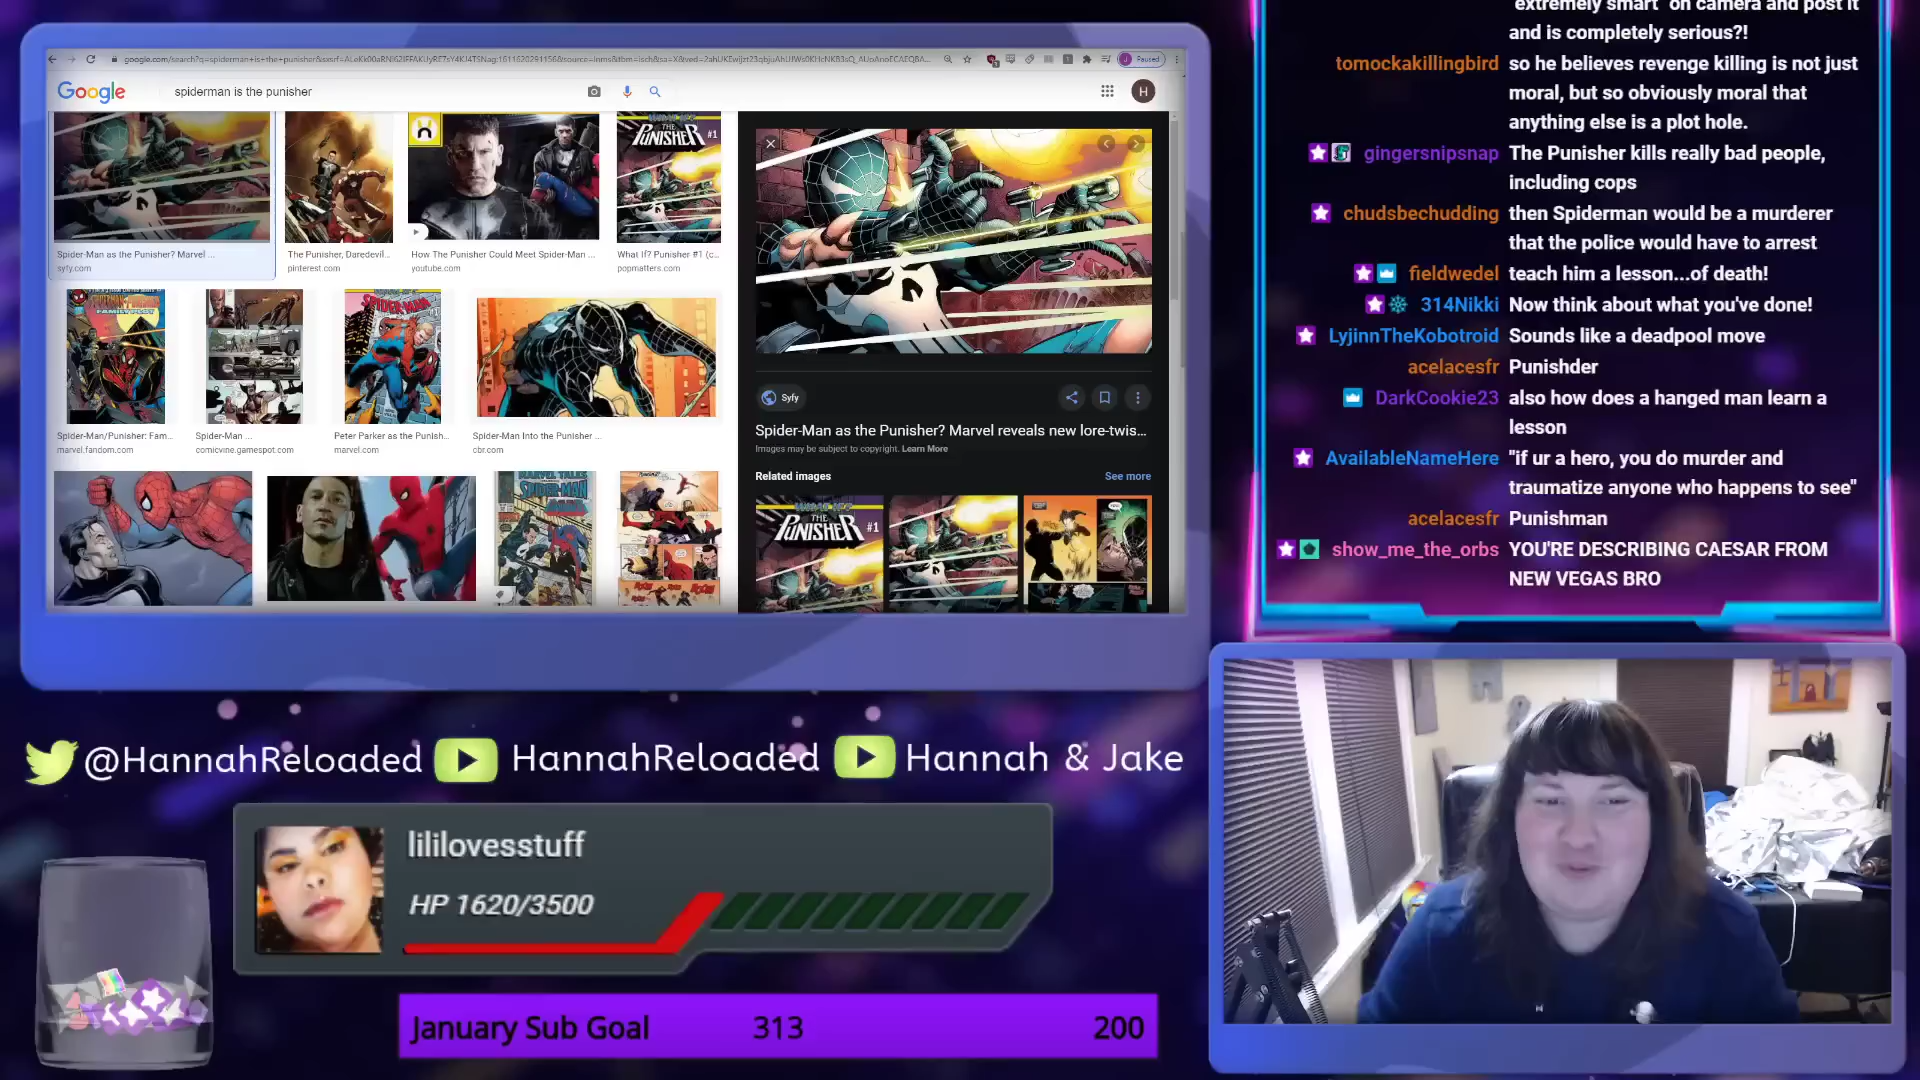 Google
spiderman is the punisher
Paused
H
Spider-Man as the Punisher? Marvel ...
syfy.com
The Punisher, Daredevil...
pinterest.com
How The Punisher Could Meet Spider-Man ...
youtube.com
WHAT IF?
THE PUNISHER #1
What If? Punisher #1 (c...
popmatters.com
Spider-Man/Punisher: Fam...
marvel.fandom.com
Spider-Man ...
comicvine.gamespot.com
Peter Parker as the Punish...
marvel.com
Spider-Man Into the Punisher ...
cbr.com
Syfy
Spider-Man as the Punisher? Marvel reveals new lore-twis...
Images may be subject to copyright. Learn More
Related images
See more
THE PUNISHER #1
"extremely smart" on camera and post it
and is completely serious?!
tomockakillingbird so he believes revenge killing is not just
moral, but so obviously moral that
anything else is a plot hole.
gingersnipsnap The Punisher kills really bad people,
including cops
chudsbechudding then Spiderman would be a murderer
that the police would have to arrest
fieldwedel teach him a lesson...of death!
314Nikki Now think about what you've done!
LyjinnTheKobotroid Sounds like a deadpool move
acelacesfr Punishder
DarkCookie23 also how does a hanged man learn a
lesson
AvailableNameHere "if ur a hero, you do murder and
traumatize anyone who happens to see"
acelacesfr Punishman
show_me_the_orbs YOU'RE DESCRIBING CAESAR FROM
NEW VEGAS BRO
@HannahReloaded HannahReloaded Hannah & Jake
lililovesstuff
HP 1620/3500
January Sub Goal 313 200